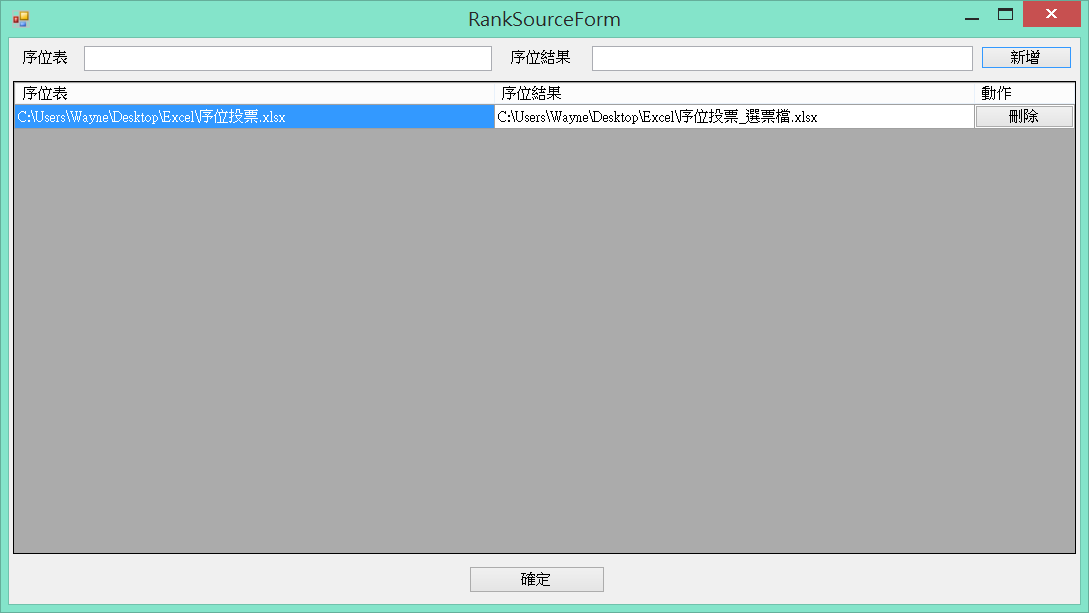 RankSourceForm
序位表 序位結果 新增
序位表 序位結果 動作
C:\Users\Wayne\Desktop\Excel\序位投票.xlsx C:\Users\Wayne\Desktop\Excel\序位投票_選票檔.xlsx 刪除
確定